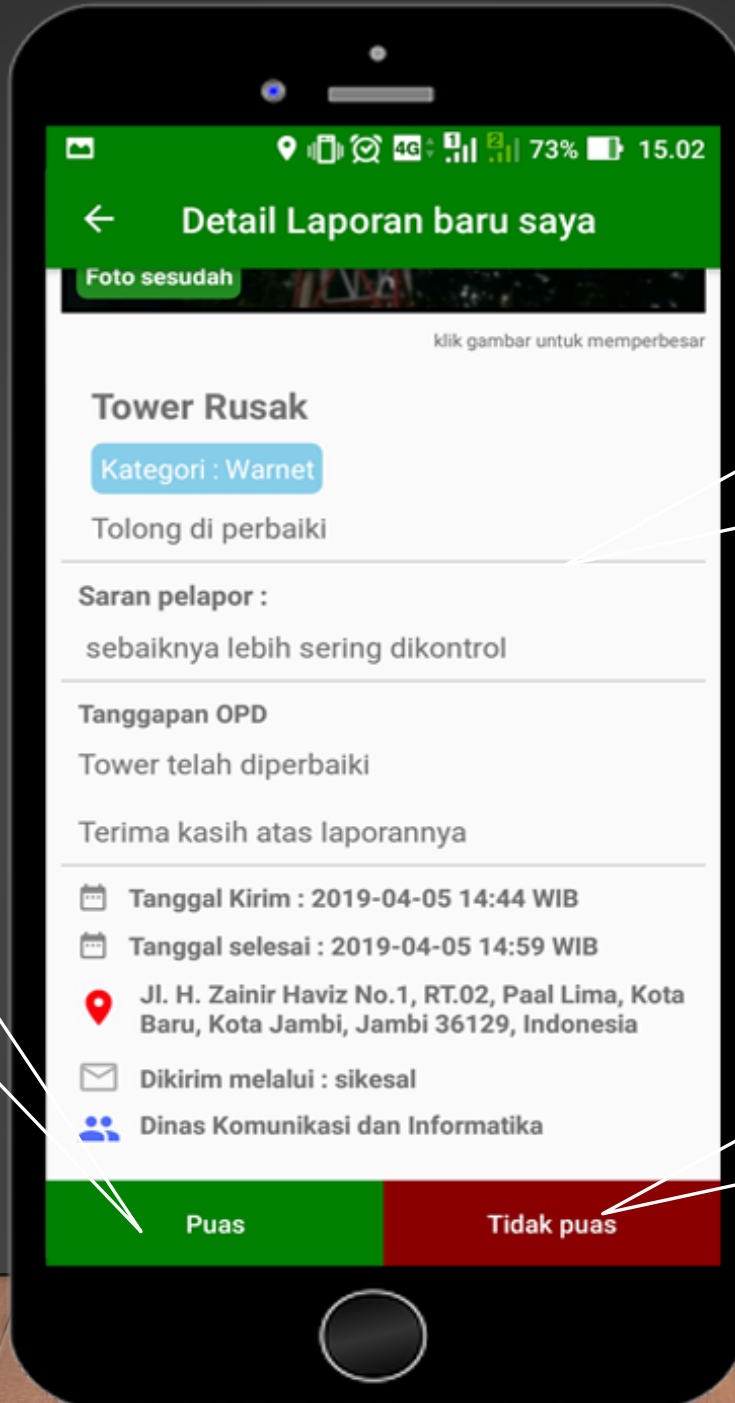 4G 1 2 73% 15.02
Detail Laporan baru saya
Foto sesudah
klik gambar untuk memperbesar
Tower Rusak
Kategori : Warnet
Tolong di perbaiki
Saran pelapor :
sebaiknya lebih sering dikontrol
Tanggapan OPD
Tower telah diperbaiki
Terima kasih atas laporannya
Tanggal Kirim : 2019-04-05 14:44 WIB
Tanggal selesai : 2019-04-05 14:59 WIB
Jl. H. Zainir Haviz No.1, RT.02, Paal Lima, Kota
Baru, Kota Jambi, Jambi 36129, Indonesia
Dikirim melalui : sikesal
Dinas Komunikasi dan Informatika
Puas
Tidak puas